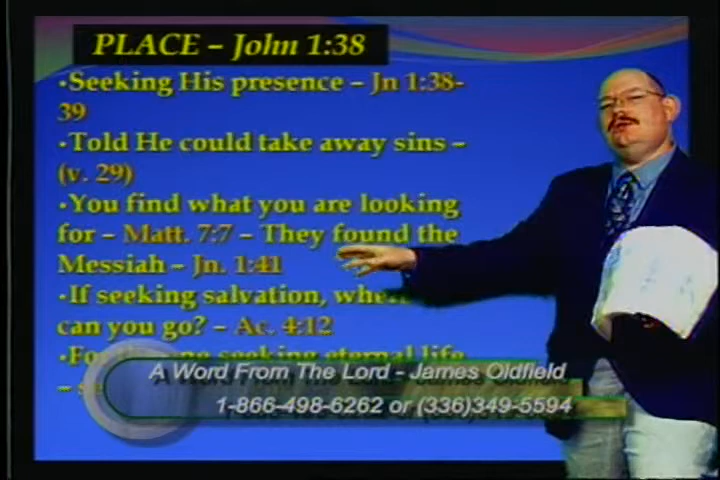 PLACE – John 1:38
•Seeking His presence – Jn 1:38-
39
•Told He could take away sins –
(v. 29)
•You find what you are looking
for – Matt. 7:7 – They found the
Messiah – Jn. 1:41
•If seeking salvation,
can you go? – Ac. 4:12
seeking eternal life
A Word From The Lord - James Oldfield
1-866-498-6262 or (336)349-5594